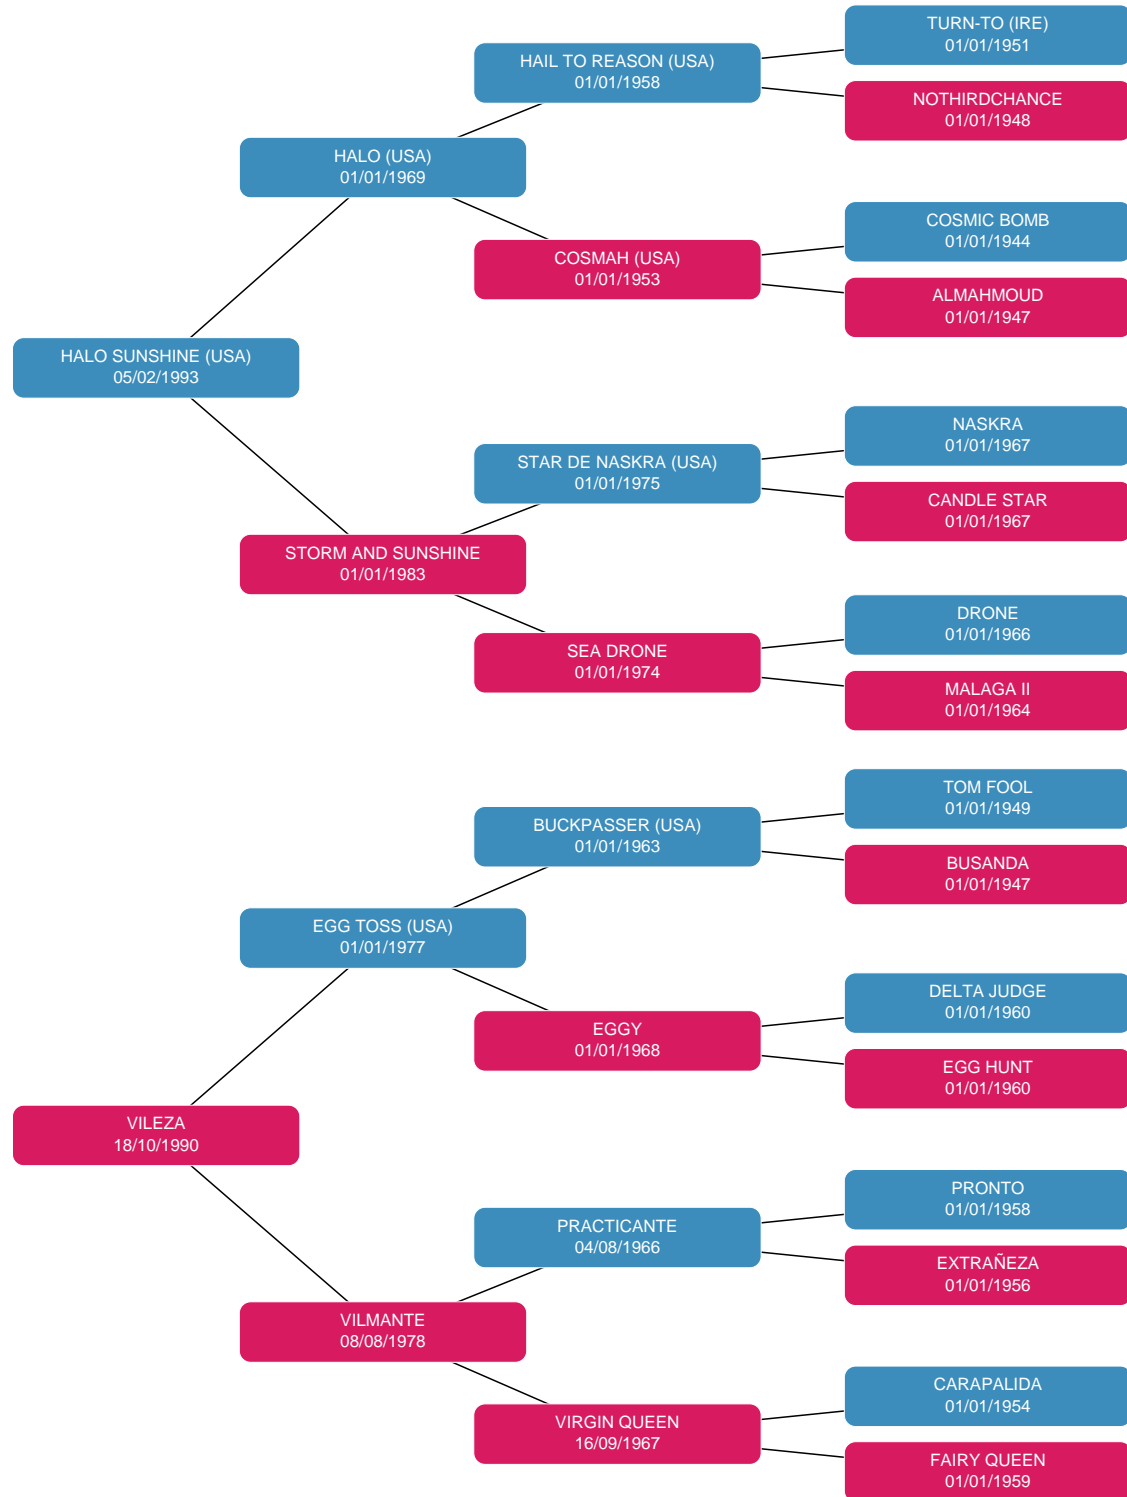 TURN-TO (IRE)
01/01/1951
HAIL TO REASON (USA)
01/01/1958
NOTHIRDCHANCE
01/01/1948
HALO (USA)
01/01/1969
COSMIC BOMB
01/01/1944
COSMAH (USA)
01/01/1953
ALMAHMOUD
01/01/1947
HALO SUNSHINE (USA)
05/02/1993
NASKRA
01/01/1967
STAR DE NASKRA (USA)
01/01/1975
CANDLE STAR
01/01/1967
STORM AND SUNSHINE
01/01/1983
DRONE
01/01/1966
SEA DRONE
01/01/1974
MALAGA II
01/01/1964
TOM FOOL
01/01/1949
BUCKPASSER (USA)
01/01/1963
BUSANDA
01/01/1947
EGG TOSS (USA)
01/01/1977
DELTA JUDGE
01/01/1960
EGGY
01/01/1968
EGG HUNT
01/01/1960
VILEZA
18/10/1990
PRONTO
01/01/1958
PRACTICANTE
04/08/1966
EXTRAÑEZA
01/01/1956
VILMANTE
08/08/1978
CARAPALIDA
01/01/1954
VIRGIN QUEEN
16/09/1967
FAIRY QUEEN
01/01/1959